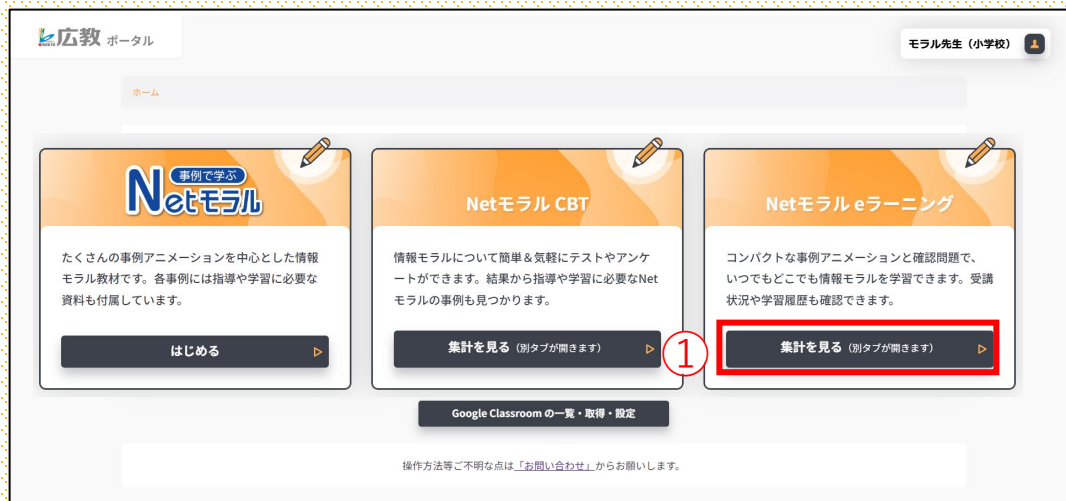 広教 ポータル
モラル先生（小学校）
ホーム
事例で学ぶ
Netモラル
たくさんの事例アニメーションを中心とした情報
モラル教材です。各事例には指導や学習に必要な
資料も付属しています。
はじめる
Netモラル CBT
情報モラルについて簡単＆気軽にテストやアンケ
ートができます。結果から指導や学習に必要なNet
モラルの事例も見つかります。
集計を見る（別タブが開きます）
①
Netモラル eラーニング
コンパクトな事例アニメーションと確認問題で、
いつでもどこでも情報モラルを学習できます。受講
状況や学習履歴も確認できます。
集計を見る（別タブが開きます）
Google Classroom の一覧・取得・設定
操作方法等ご不明な点は「お問い合わせ」からお願いします。